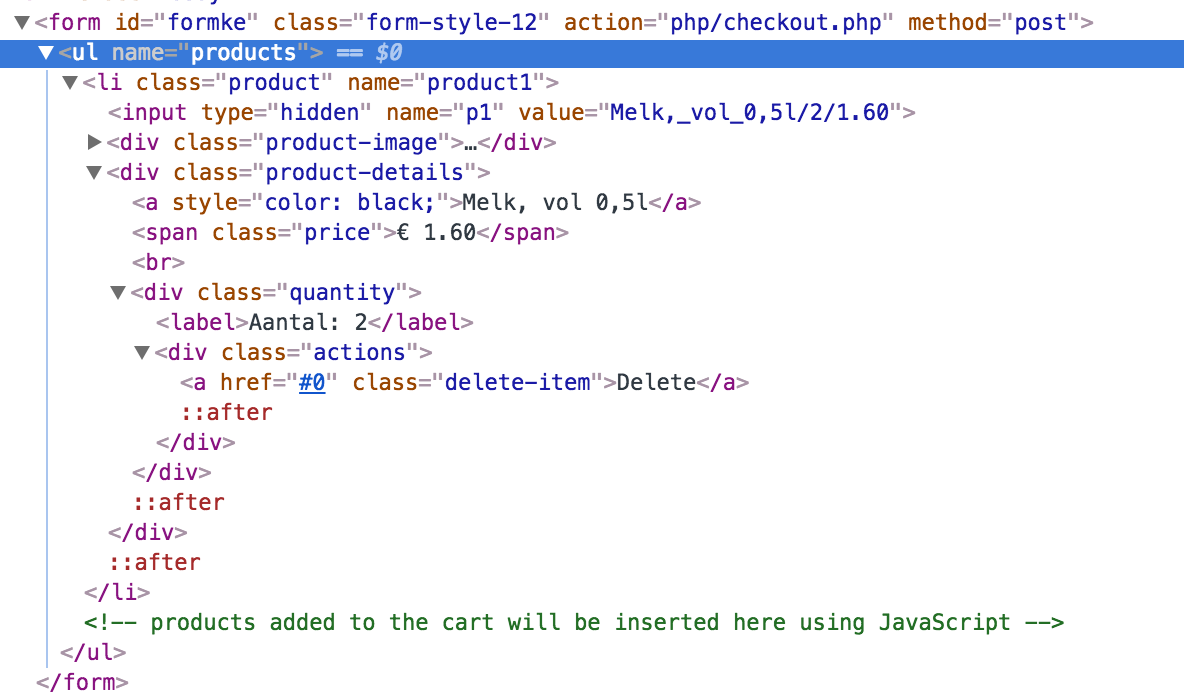 <form id="formke" class="form-style-12" action="php/checkout.php" method="post">
<ul name="products"> == $0
<li class="product" name="product1">
<input type="hidden" name="p1" value="Melk,_vol_0,5l/2/1.60">
<div class="product-image">…</div>
<div class="product-details">
<a style="color: black;">Melk, vol 0,5l</a>
<span class="price">€ 1.60</span>
<br>
<div class="quantity">
<label>Aantal: 2</label>
<div class="actions">
<a href="#0" class="delete-item">Delete</a>
::after
</div>
</div>
::after
</div>
::after
</li>
<!-- products added to the cart will be inserted here using JavaScript -->
</ul>
</form>